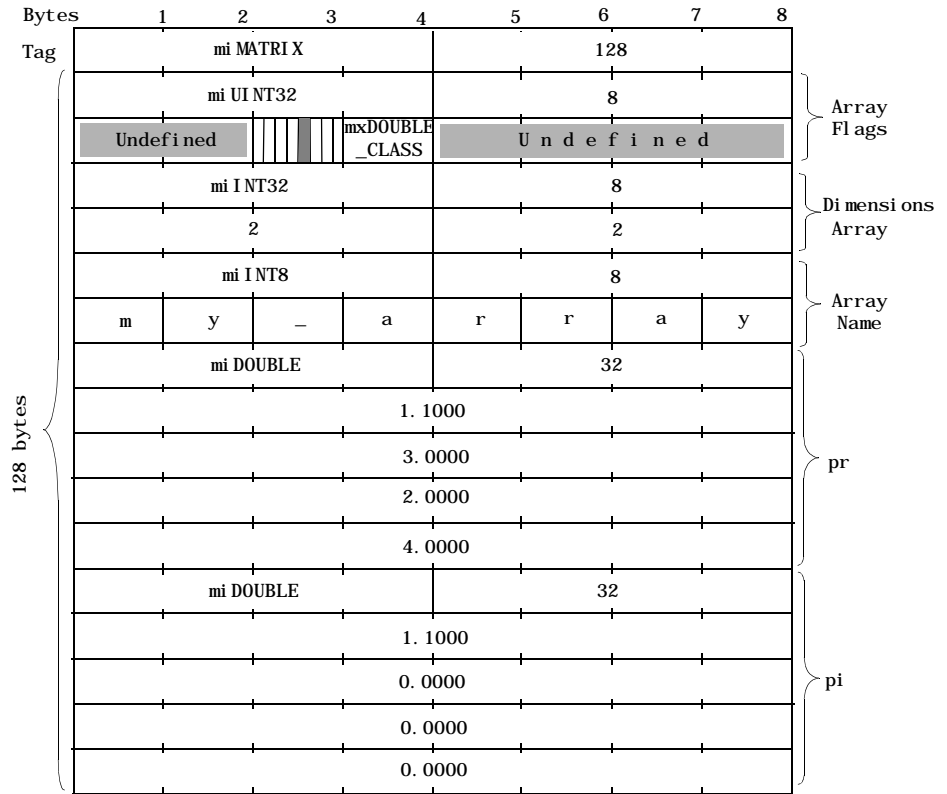 Bytes 1 2 3 4 5 6 7 8
Tag miMATRIX 128
miUINT32 8
Array
Flags
Undefined mxDOUBLE
_CLASS Undefined
miINT32 8
Dimensions
Array
2 2
miINT8 8
Array
Name
m y _ a r r a y
miDOUBLE 32
1.1000
3.0000
pr
2.0000
4.0000
128 bytes
miDOUBLE 32
1.1000
0.0000
pi
0.0000
0.0000